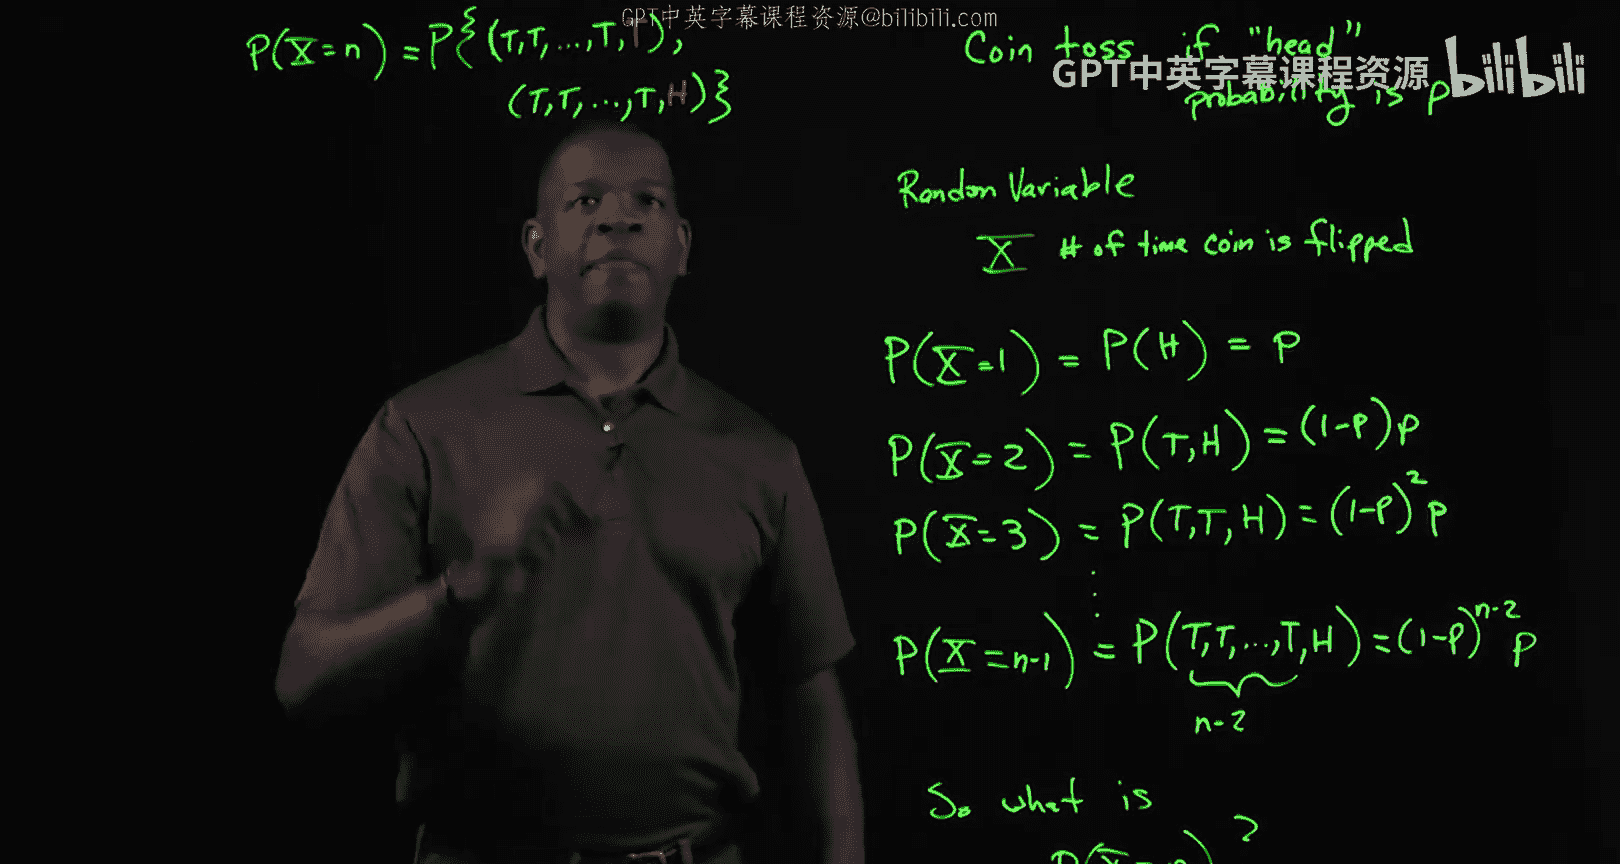 GPT中英字幕课程资源@bilibili.com
P(X=n) = P{(T,T,...,T,T),
(T,T,...,T,H)}
Coin toss if "head"
probability is p
GPT中英字幕课程资源 bilibili
Random Variable
X # of time coin is flipped
P(X=1) = P(H) = p
P(X=2) = P(T,H) = (1-p)p
P(X=3) = P(T,T,H) = (1-p)²p
⋮
P(X=n-1) = P(T,T,...,T,H) = (1-p)ⁿ⁻²p
n-2
So what is
?